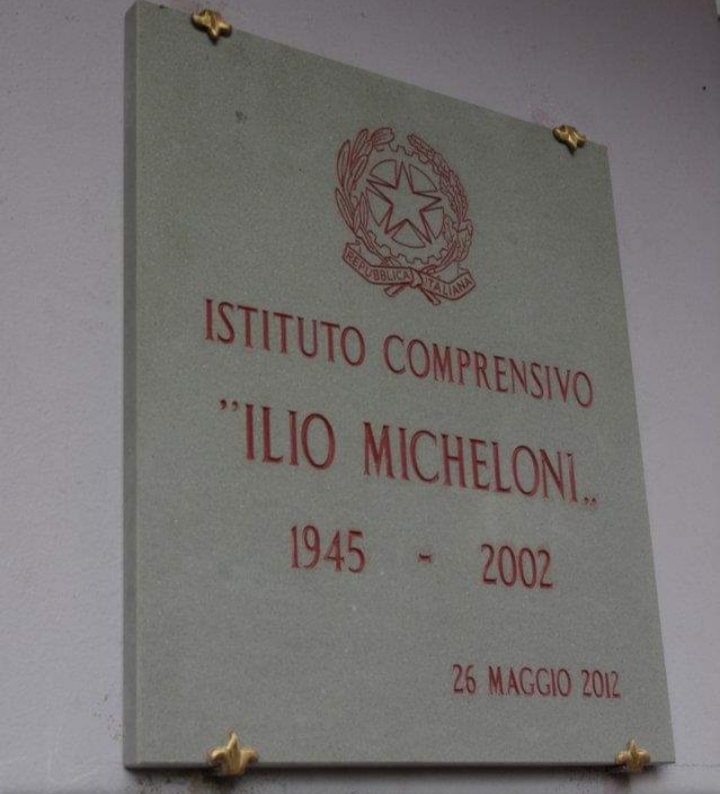 REPUBBLICA ITALIANA
ISTITUTO COMPRENSIVO
"ILIO MICHELONI„
1945 - 2002
26 MAGGIO 2012